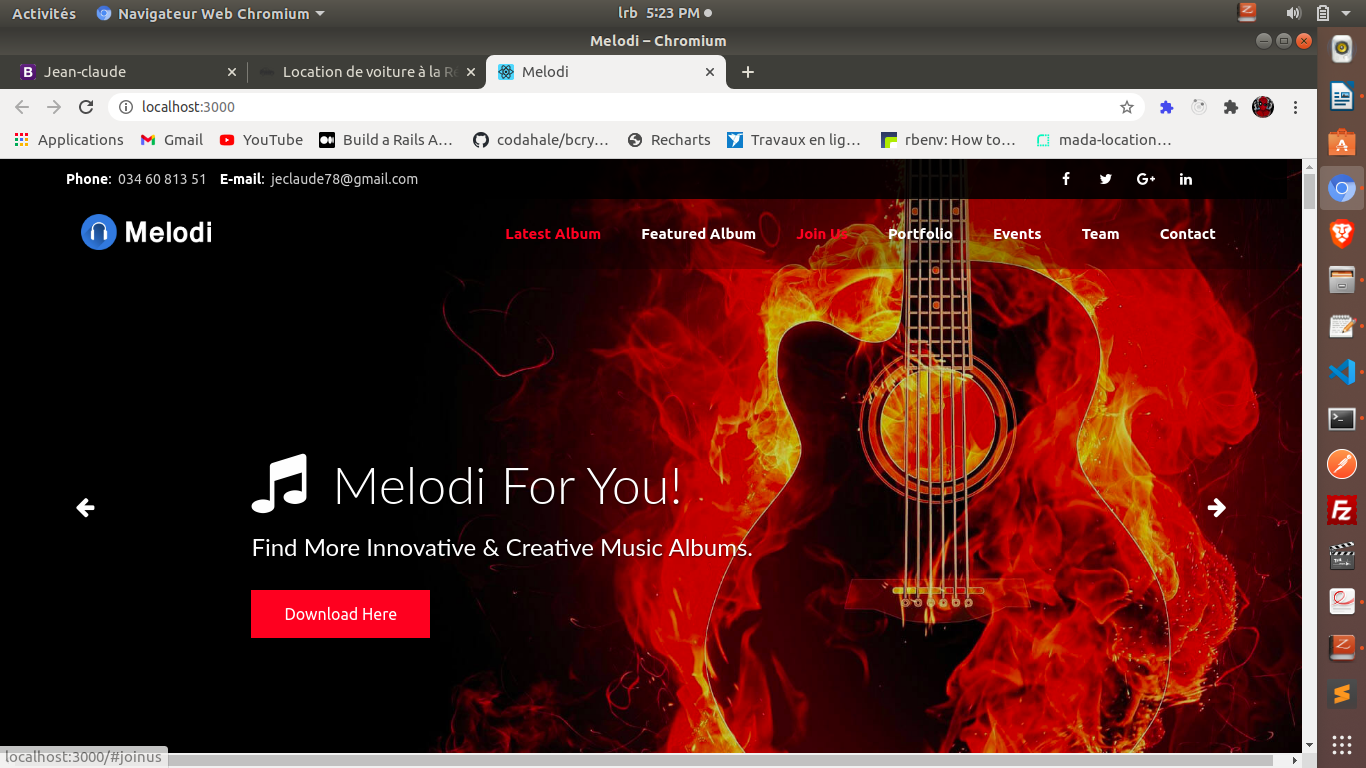 Activités Navigateur Web Chromium lrb 5:23 PM
Melodi – Chromium
Jean-claude Location de voiture à la Ré Melodi
localhost:3000
Applications Gmail YouTube Build a Rails A… codahale/bcry… Recharts Travaux en lig… rbenv: How to… mada-location…
Phone: 034 60 813 51 E-mail: jeclaude78@gmail.com
Melodi Latest Album Featured Album Join Us Portfolio Events Team Contact
Melodi For You!
Find More Innovative & Creative Music Albums.
Download Here
localhost:3000/#joinus